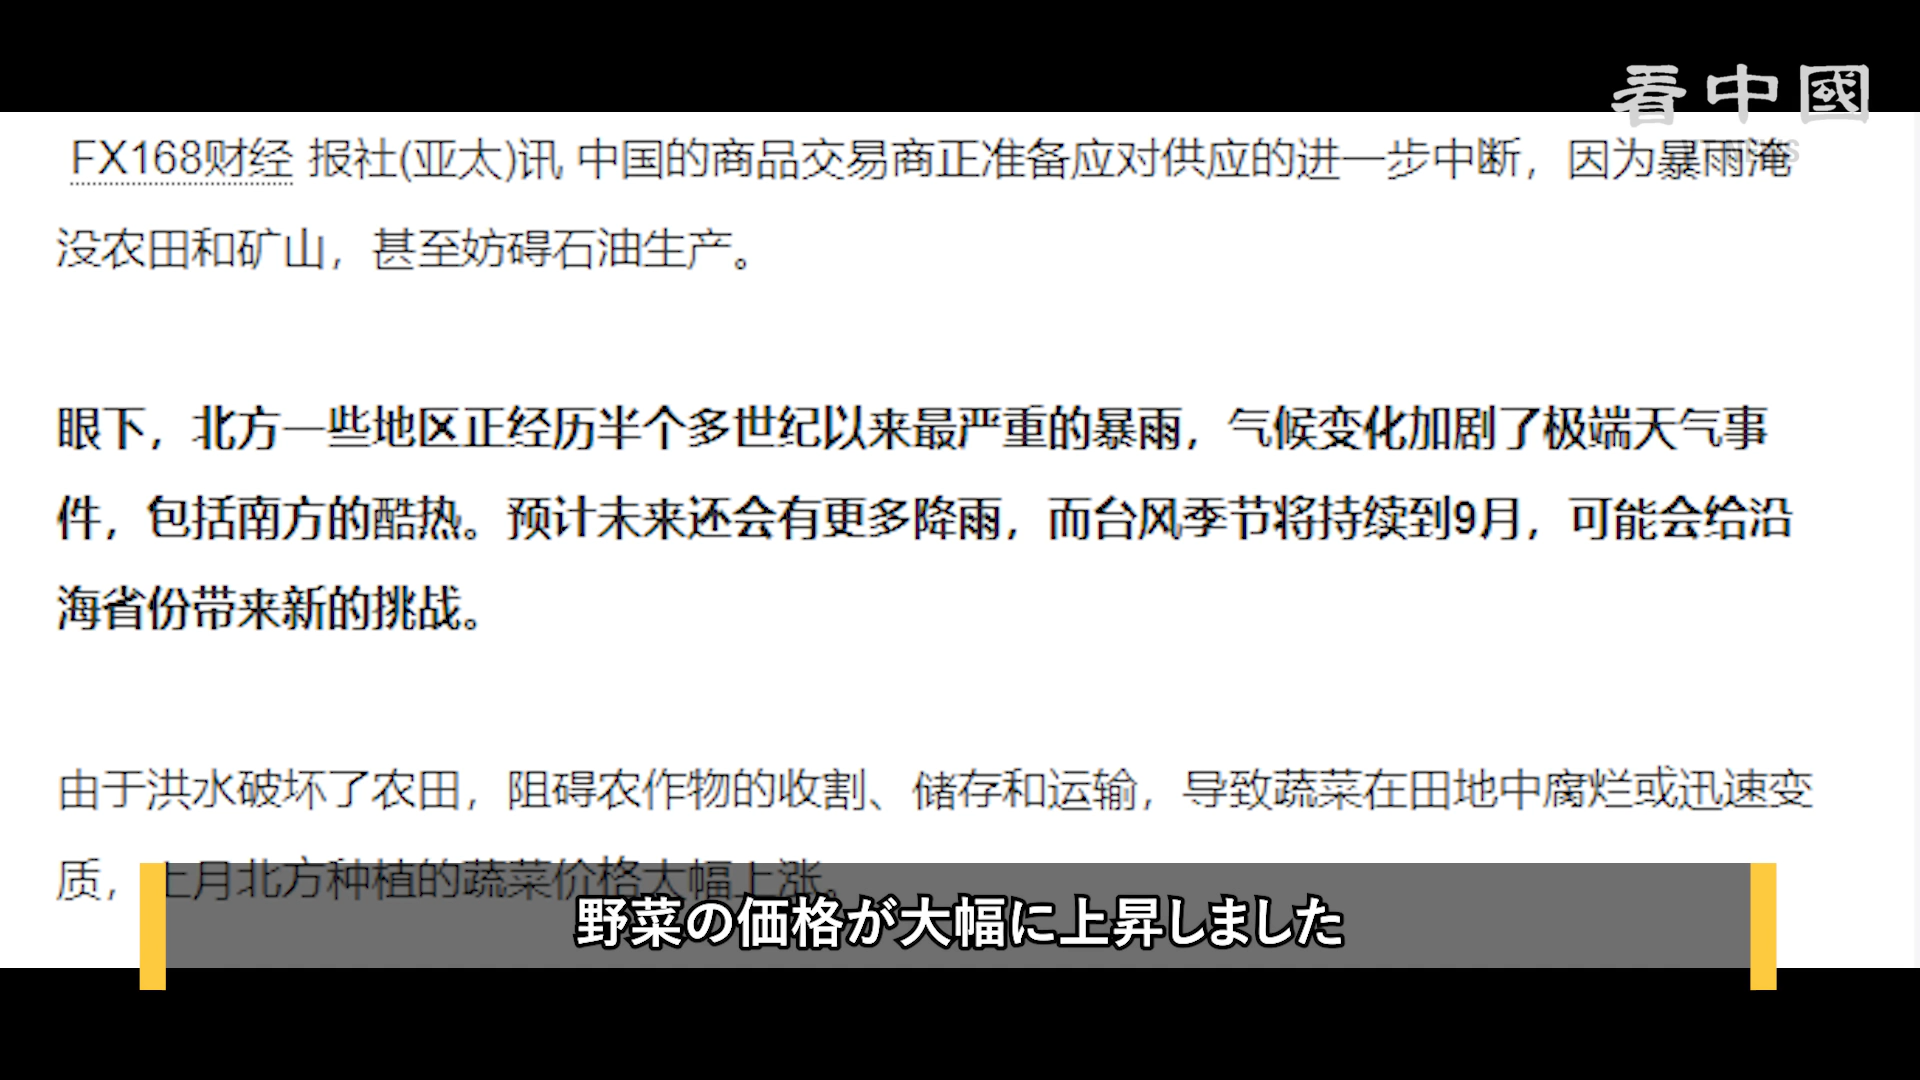 看中國
FX168财经 报社(亚太)讯 中国的商品交易商正准备应对供应的进一步中断，因为暴雨淹
没农田和矿山，甚至妨碍石油生产。
眼下，北方一些地区正经历半个多世纪以来最严重的暴雨，气候变化加剧了极端天气事
件，包括南方的酷热。预计未来还会有更多降雨，而台风季节将持续到9月，可能会给沿
海省份带来新的挑战。
由于洪水破坏了农田，阻碍农作物的收割、储存和运输，导致蔬菜在田地中腐烂或迅速变
质，上月北方种植的蔬菜价格大幅上涨。
野菜の価格が大幅に上昇しました